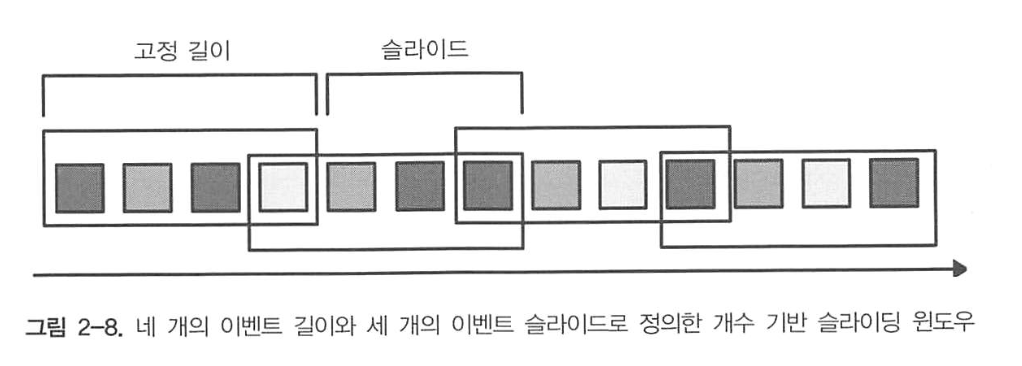 고정 길이
슬라이드
그림 2-8. 네 개의 이벤트 길이와 세 개의 이벤트 슬라이드로 정의한 개수 기반 슬라이딩 윈도우